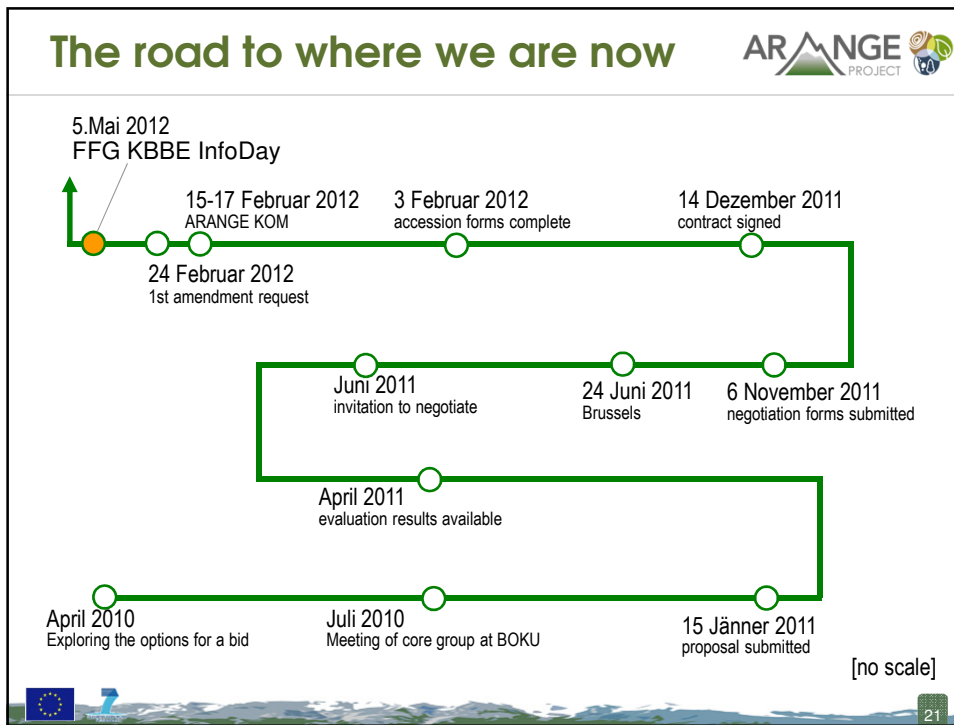 The road to where we are now
ARANGE
PROJECT
5.Mai 2012
FFG KBBE InfoDay
15-17 Februar 2012
ARANGE KOM
3 Februar 2012
accession forms complete
14 Dezember 2011
contract signed
24 Februar 2012
1st amendment request
Juni 2011
invitation to negotiate
24 Juni 2011
Brussels
6 November 2011
negotiation forms submitted
April 2011
evaluation results available
April 2010
Exploring the options for a bid
Juli 2010
Meeting of core group at BOKU
15 Jänner 2011
proposal submitted
[no scale]
7
21